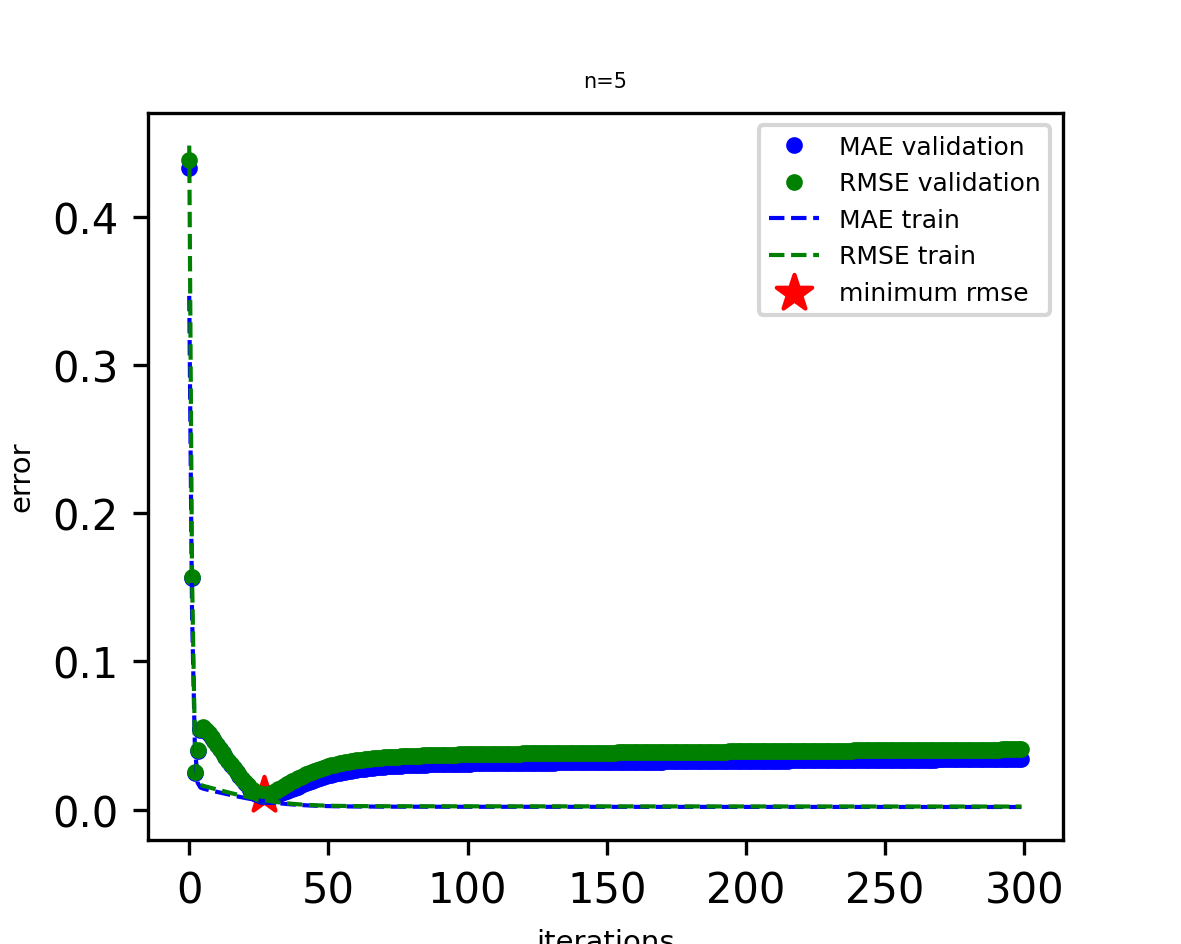 n=5
MAE validation
RMSE validation
MAE train
RMSE train
minimum rmse
error
0.4
0.3
0.2
0.1
0.0
0 50 100 150 200 250 300
iterations